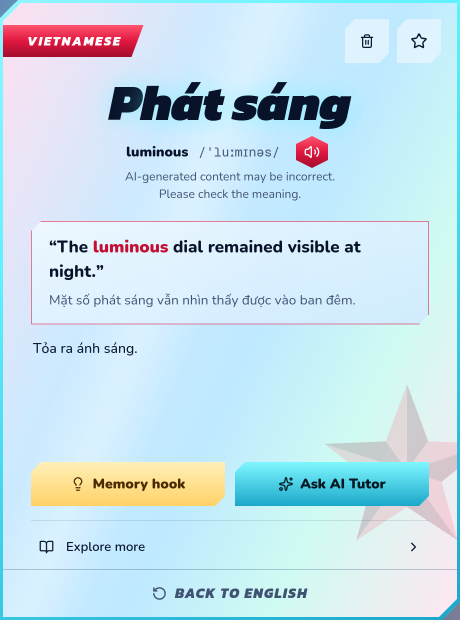 VIETNAMESE
Phát sáng
luminous /ˈluːmɪnəs/
AI-generated content may be incorrect.
Please check the meaning.
“The luminous dial remained visible at
night.”
Mặt số phát sáng vẫn nhìn thấy được vào ban đêm.
Tỏa ra ánh sáng.
Memory hook
Ask AI Tutor
Explore more
BACK TO ENGLISH